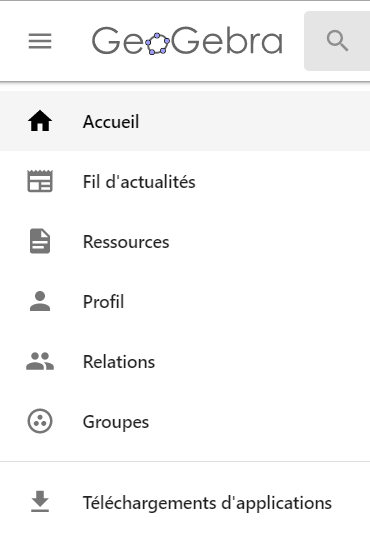 GeoGebra
Accueil
Fil d'actualités
Ressources
Profil
Relations
Groupes
Téléchargements d'applications